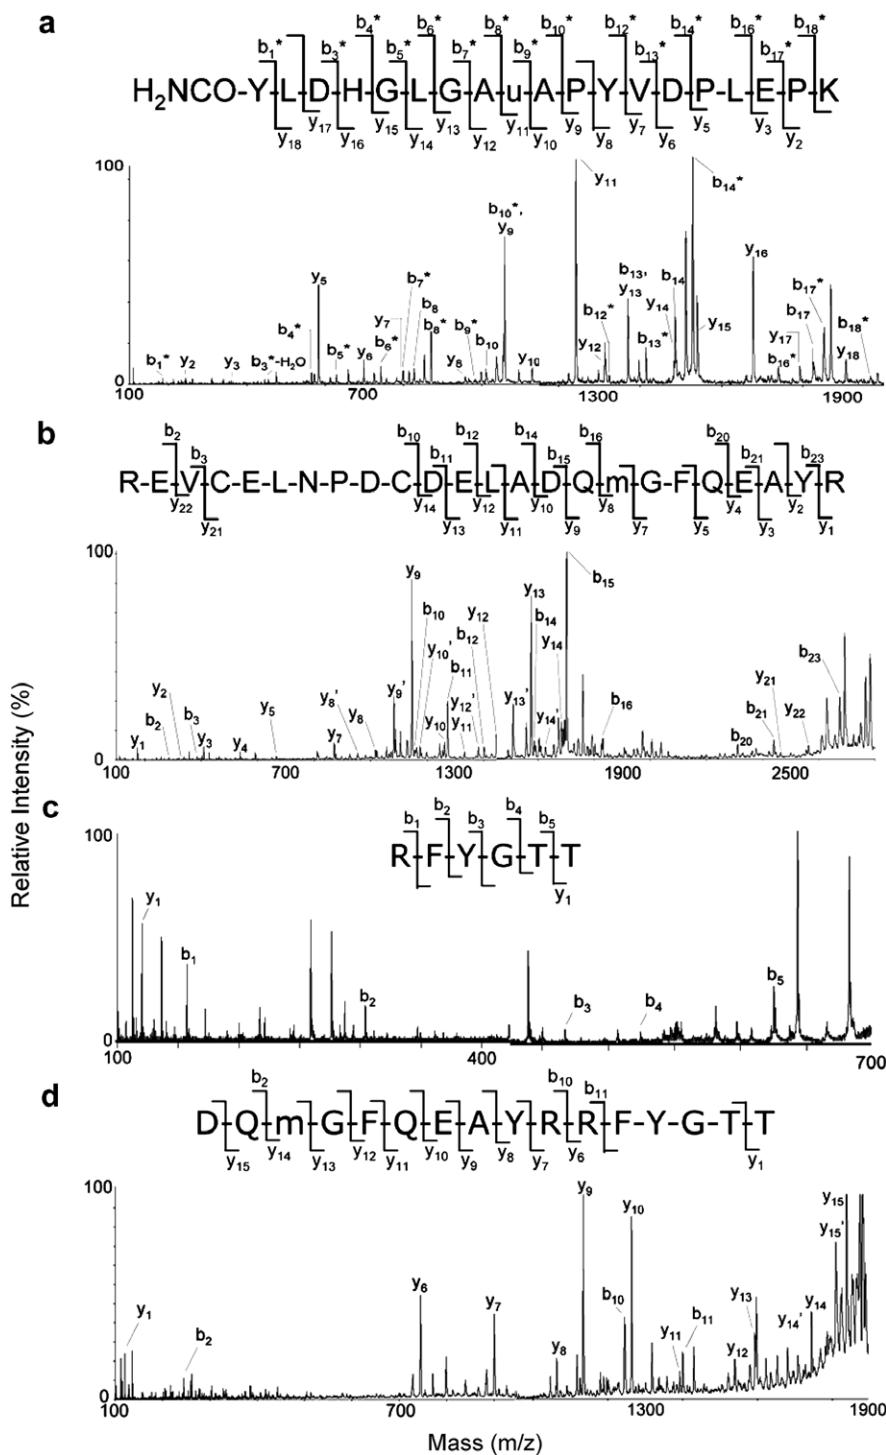 a
b₁* b₃* b₄* b₅* b₆* b₇* b₈* b₉* b₁₀* b₁₂* b₁₃* b₁₄* b₁₆* b₁₇* b₁₈*
H₂NCO-Y-L-D-H-G-L-G-A-u-A-P-Y-V-D-P-L-E-P-K
y₁₈ y₁₇ y₁₆ y₁₅ y₁₄ y₁₃ y₁₂ y₁₁ y₁₀ y₉ y₈ y₇ y₆ y₅ y₃ y₂
100
b₁* y₂ y₃ b₃*-H₂O b₄* y₅ b₅* y₆ b₆* y₇ b₇* b₈ b₈* y₈ b₉* b₁₀ b₁₀*, y₉ y₁₀ y₁₁ y₁₂ b₁₂* b₁₃, y₁₃ b₁₃* y₁₄ b₁₄ b₁₄* y₁₅ y₁₆ b₁₆* y₁₇ b₁₇ b₁₇* y₁₈ b₁₈*
0
100 700 1300 1900
b
b₂ b₃ b₁₀ b₁₁ b₁₂ b₁₄ b₁₅ b₁₆ b₂₀ b₂₁ b₂₃
R-E-V-C-E-L-N-P-D-C-D-E-L-A-D-Q-m-G-F-Q-E-A-Y-R
y₂₂ y₂₁ y₁₄ y₁₃ y₁₂ y₁₁ y₁₀ y₉ y₈ y₇ y₅ y₄ y₃ y₂ y₁
100
y₁ b₂ y₂ b₃ y₃ y₄ y₅ y₇ y₈' y₈ y₉' y₉ b₁₀ y₁₀' y₁₀ b₁₁ y₁₁ y₁₂' b₁₂ y₁₂ y₁₃' y₁₃ b₁₄ y₁₄' y₁₄ b₁₅ b₁₆ b₂₀ b₂₁ y₂₁ y₂₂ b₂₃
0
700 1300 1900 2500
Relative Intensity (%)
c
b₁ b₂ b₃ b₄ b₅
R-F-Y-G-T-T
y₁
100
y₁ b₁ b₂ b₃ b₄ b₅
0
100 400 700
d
b₂ b₁₀ b₁₁
D-Q-m-G-F-Q-E-A-Y-R-R-F-Y-G-T-T
y₁₅ y₁₄ y₁₃ y₁₂ y₁₁ y₁₀ y₉ y₈ y₇ y₆ y₁
100
y₁ b₂ y₆ y₇ y₈ y₉ b₁₀ y₁₀ y₁₁ b₁₁ y₁₂ y₁₃ y₁₄' y₁₄ y₁₅' y₁₅
0
100 700 1300 1900
Mass (m/z)